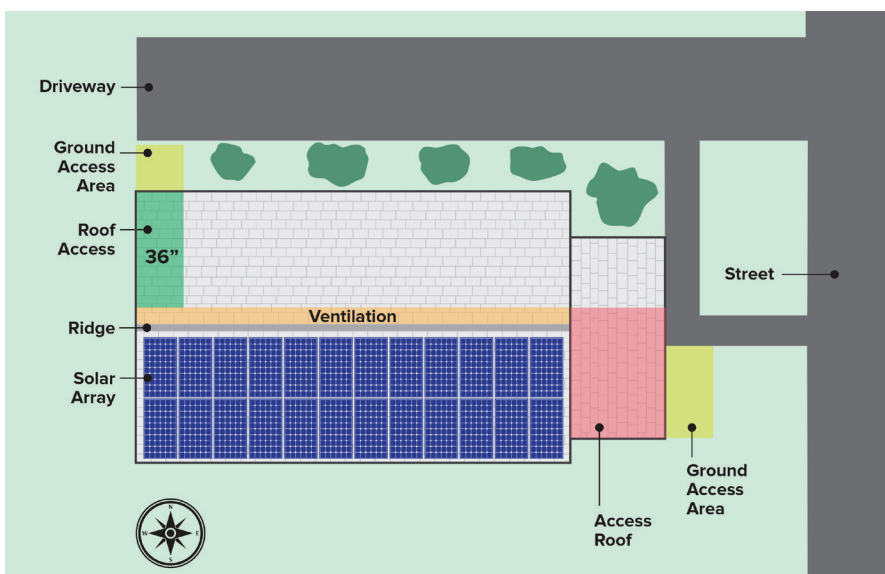 Driveway
Ground
Access
Area
Roof
Access
36”
Ventilation
Ridge
Street
Solar
Array
Ground
Access
Area
Access
Roof
N
W
E
S